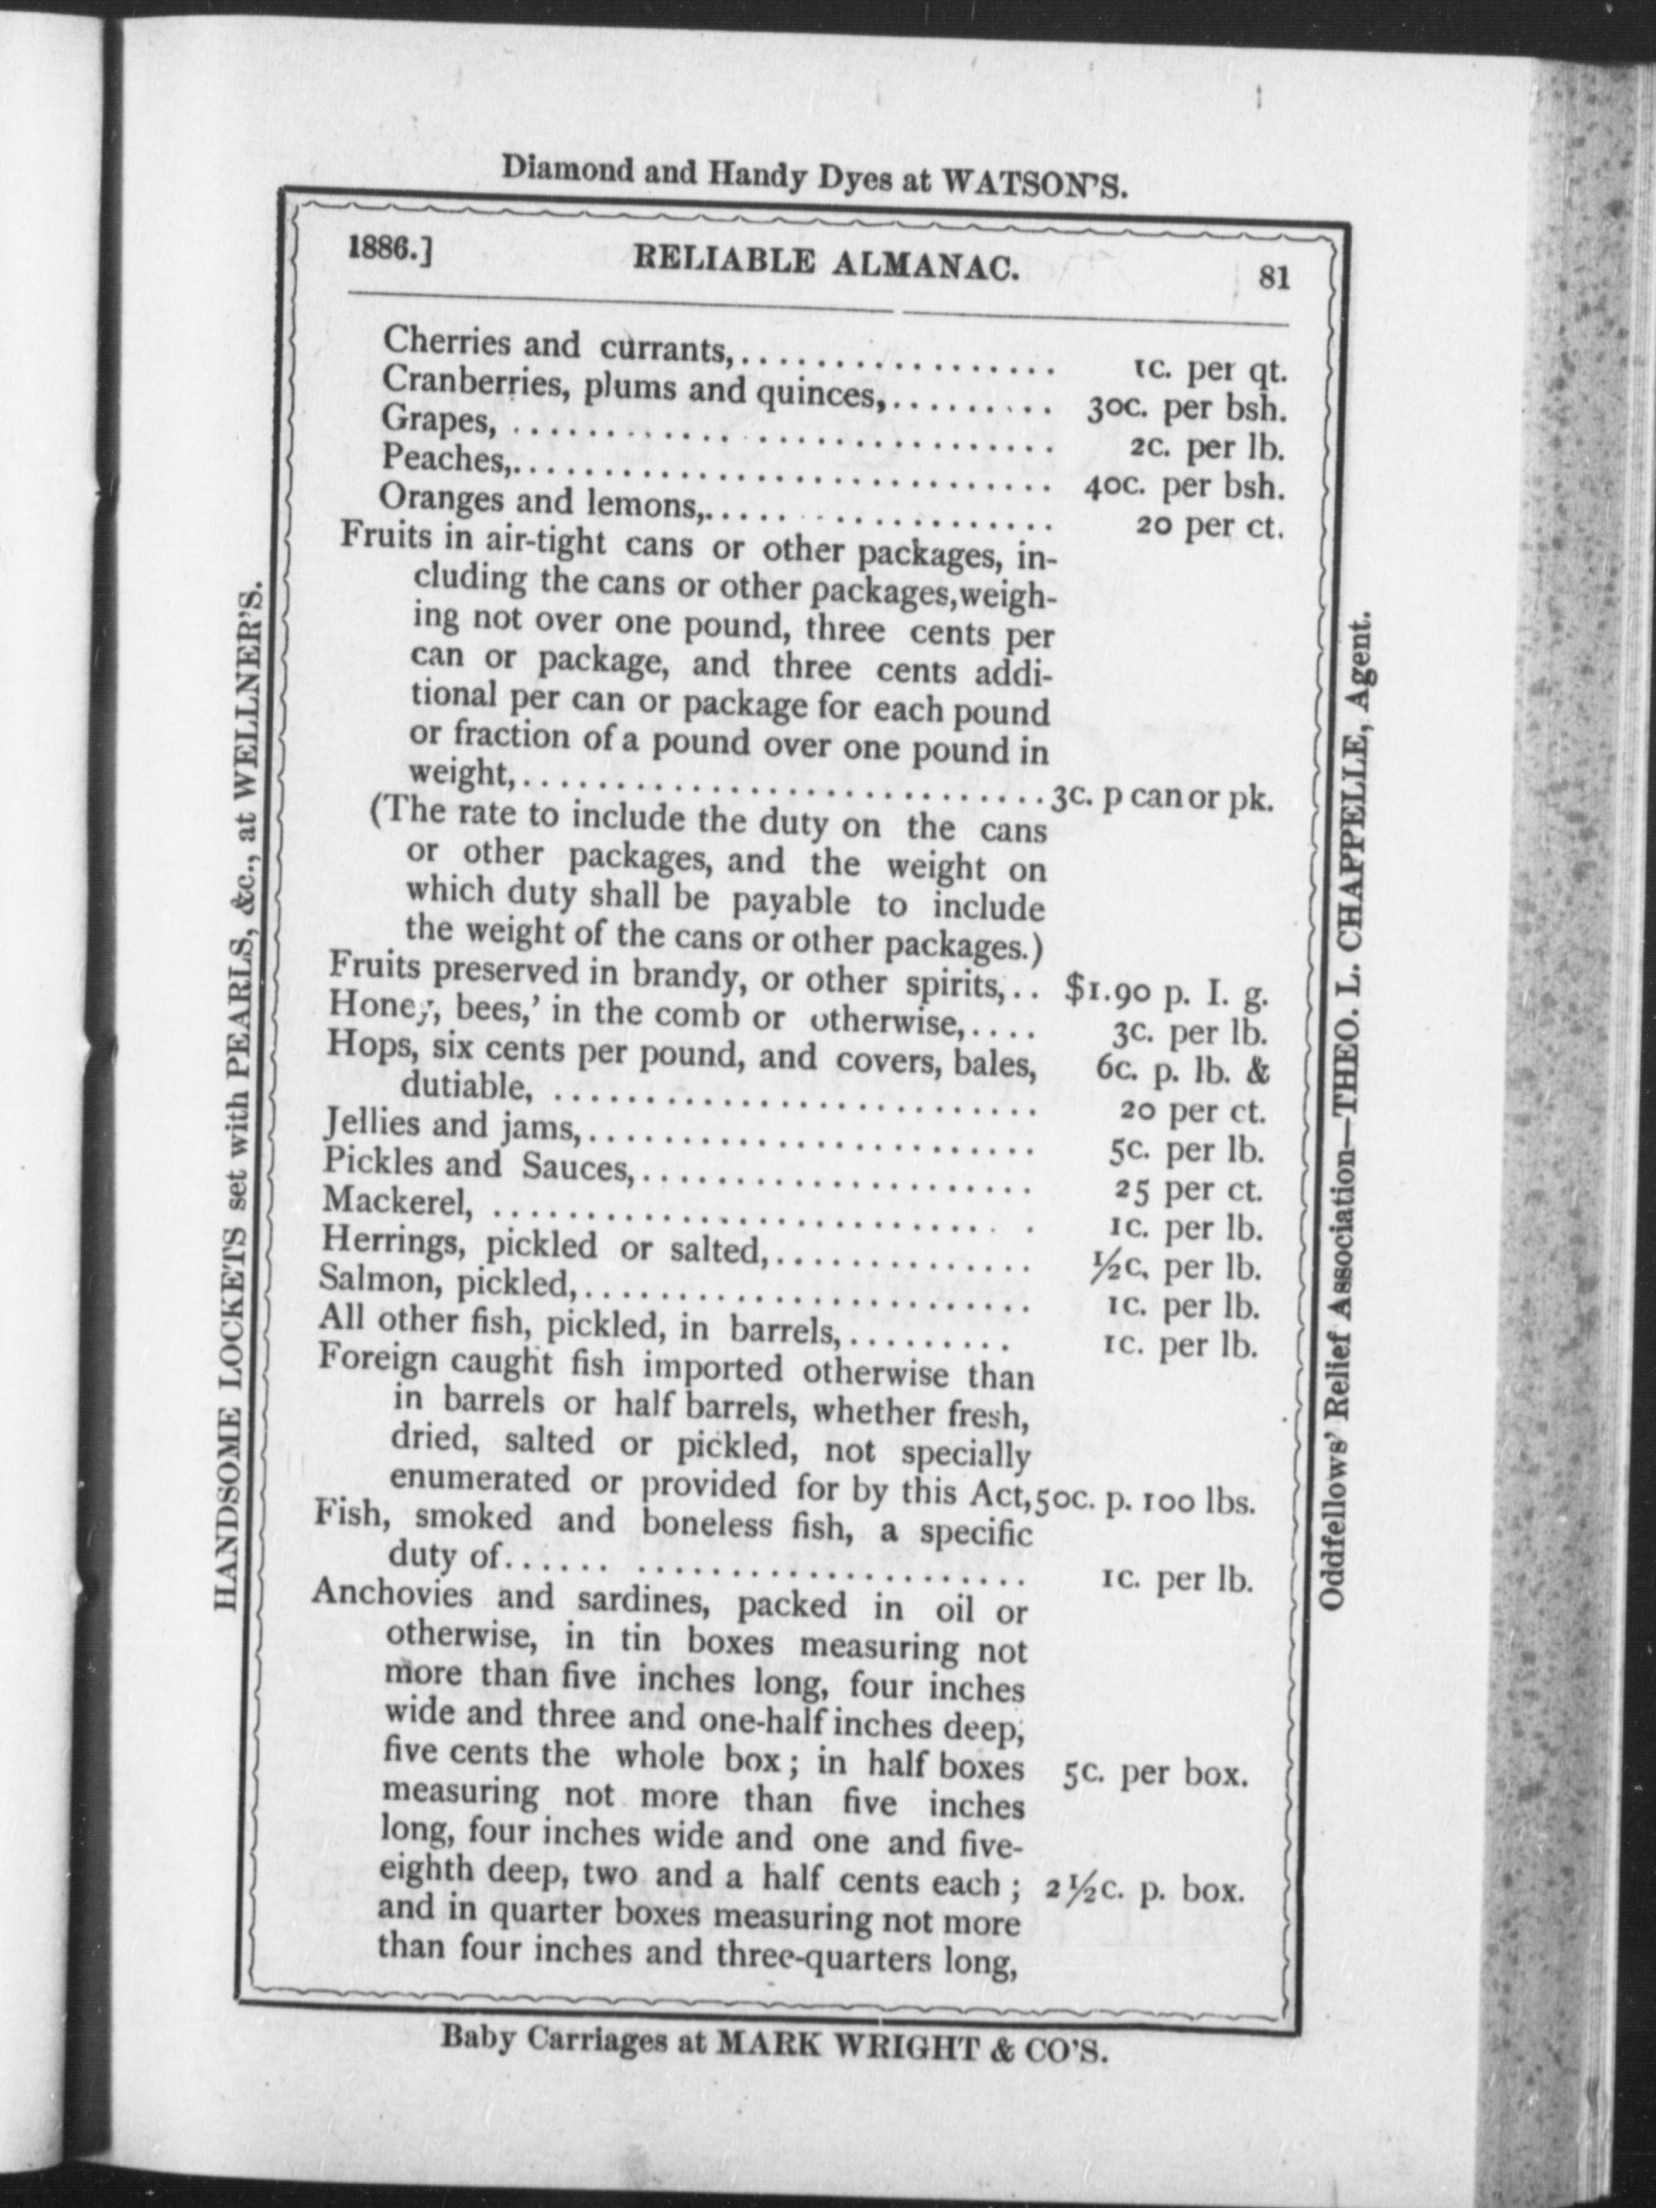 Diamond and Handy Dyes at WATSON'S.
1886.] RELIABLE ALMANAC. 81
Cherries and currants,................. 1c. per qt.
Cranberries, plums and quinces,......... 30c. per bsh.
Grapes, .............................. 2c. per lb.
Peaches,.............................. 40c. per bsh.
Oranges and lemons,................... 20 per ct.
Fruits in air-tight cans or other packages, in-
cluding the cans or other packages,weigh-
ing not over one pound, three cents per
can or package, and three cents addi-
tional per can or package for each pound
or fraction of a pound over one pound in
weight,.............................3c. p can or pk.
(The rate to include the duty on the cans
or other packages, and the weight on
which duty shall be payable to include
the weight of the cans or other packages.)
Fruits preserved in brandy, or other spirits,.. $1.90 p. I. g.
Honey, bees,' in the comb or otherwise,.... 3c. per lb.
Hops, six cents per pound, and covers, bales, 6c. p. lb. &
dutiable, ........................... 20 per ct.
Jellies and jams,........................ 5c. per lb.
Pickles and Sauces,..................... 25 per ct.
Mackerel, ............................. 1c. per lb.
Herrings, pickled or salted,.............. ½c. per lb.
Salmon, pickled,........................ 1c. per lb.
All other fish, pickled, in barrels,......... 1c. per lb.
Foreign caught fish imported otherwise than
in barrels or half barrels, whether fresh,
dried, salted or pickled, not specially
enumerated or provided for by this Act,50c. p. 100 lbs.
Fish, smoked and boneless fish, a specific
duty of........................... 1c. per lb.
Anchovies and sardines, packed in oil or
otherwise, in tin boxes measuring not
more than five inches long, four inches
wide and three and one-half inches deep,
five cents the whole box; in half boxes 5c. per box.
measuring not more than five inches
long, four inches wide and one and five-
eighth deep, two and a half cents each; 2½c. p. box.
and in quarter boxes measuring not more
than four inches and three-quarters long,
Baby Carriages at MARK WRIGHT & CO'S.
HANDSOME LOCKETS set with PEARLS, &c., at WELLNER'S.
Oddfellows' Relief Association—THEO. L. CHAPPELLE, Agent.